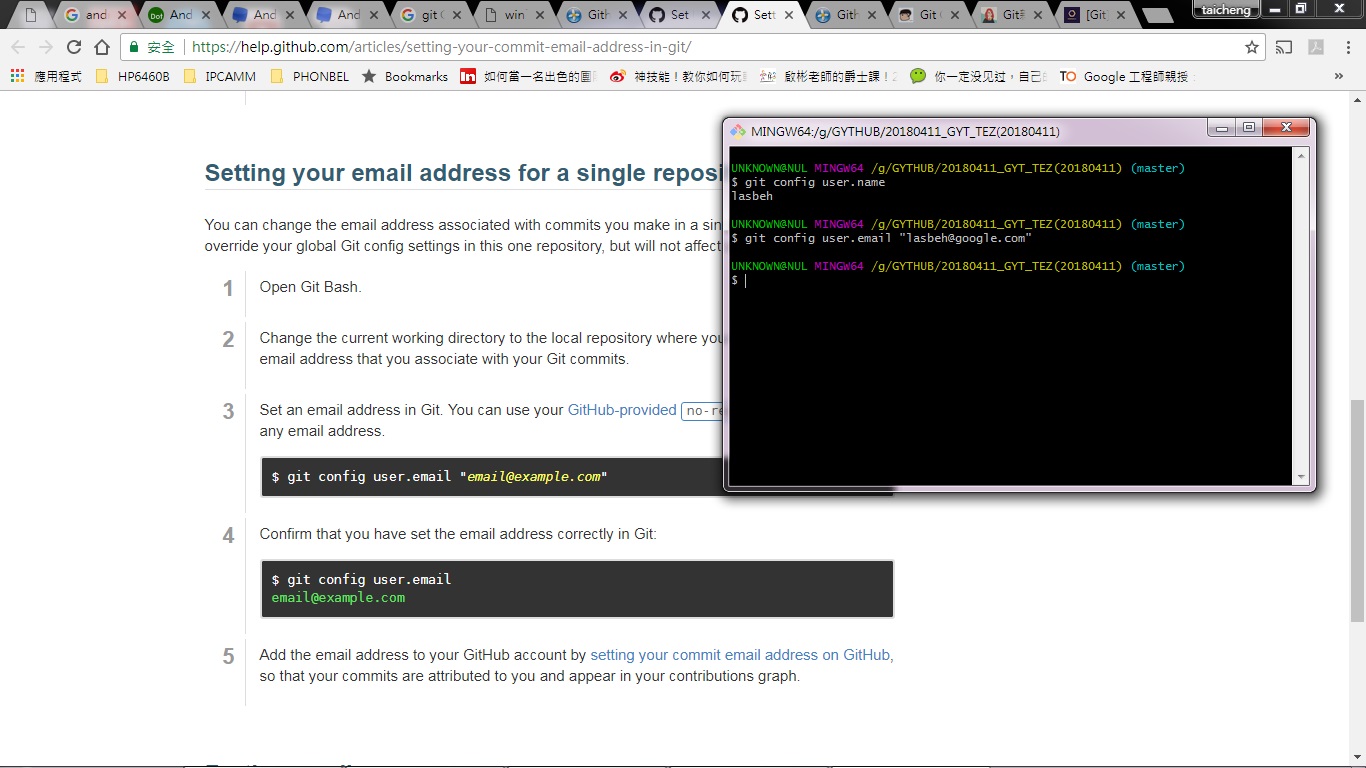 and
And
And
And
git C
win
Gith
Set
Sett
Gith
Git C
Git
[Git
taicheng
安全 | https://help.github.com/articles/setting-your-commit-email-address-in-git/
應用程式 HP6460B IPCAMM PHONBEL Bookmarks 如何當一名出色的 神技能！教你如何玩 啟彬老師的爵士課！ 你一定没见过，自己 Google 工程師親授 »
Setting your email address for a single reposi
You can change the email address associated with commits you make in a sin
override your global Git config settings in this one repository, but will not affect
1 Open Git Bash.
2 Change the current working directory to the local repository where you
email address that you associate with your Git commits.
3 Set an email address in Git. You can use your GitHub-provided no-re
any email address.
$ git config user.email "email@example.com"
4 Confirm that you have set the email address correctly in Git:
$ git config user.email
email@example.com
5 Add the email address to your GitHub account by setting your commit email address on GitHub,
so that your commits are attributed to you and appear in your contributions graph.
MINGW64:/g/GYTHUB/20180411_GYT_TEZ(20180411)
UNKNOWN@NUL MINGW64 /g/GYTHUB/20180411_GYT_TEZ(20180411) (master)
$ git config user.name
lasbeh
UNKNOWN@NUL MINGW64 /g/GYTHUB/20180411_GYT_TEZ(20180411) (master)
$ git config user.email "lasbeh@google.com"
UNKNOWN@NUL MINGW64 /g/GYTHUB/20180411_GYT_TEZ(20180411) (master)
$